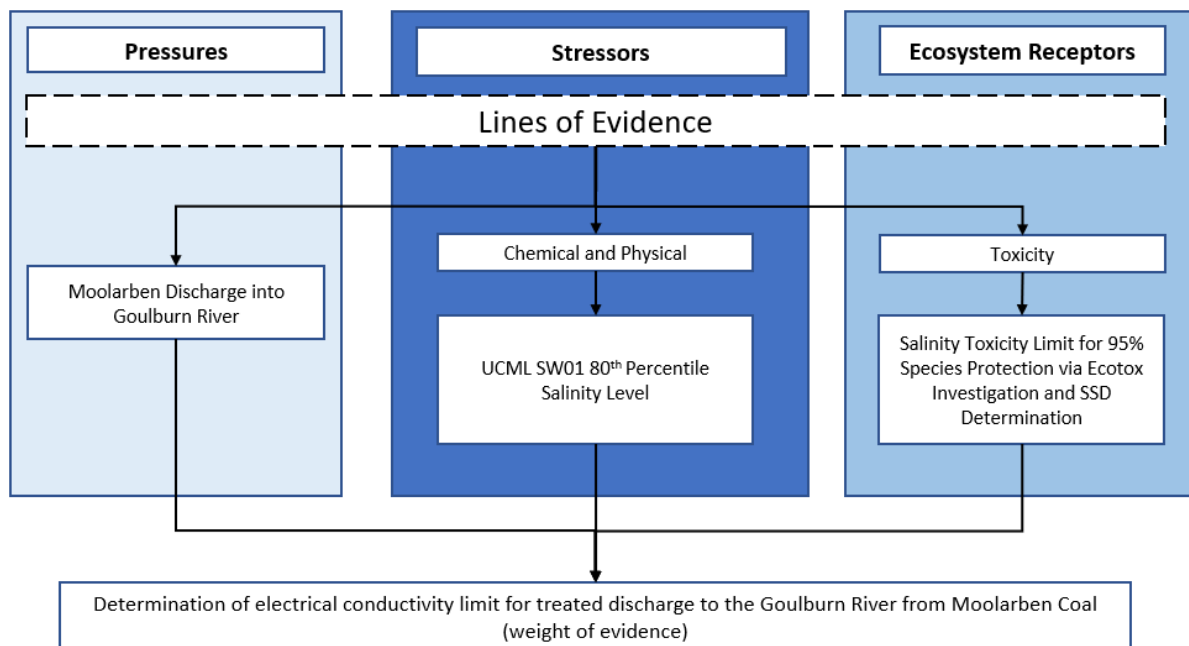 Pressures
Stressors
Ecosystem Receptors
Lines of Evidence
Chemical and Physical
Toxicity
Moolarben Discharge into
Goulburn River
UCML SW01 80th Percentile
Salinity Level
Salinity Toxicity Limit for 95%
Species Protection via Ecotox
Investigation and SSD
Determination
Determination of electrical conductivity limit for treated discharge to the Goulburn River from Moolarben Coal
(weight of evidence)